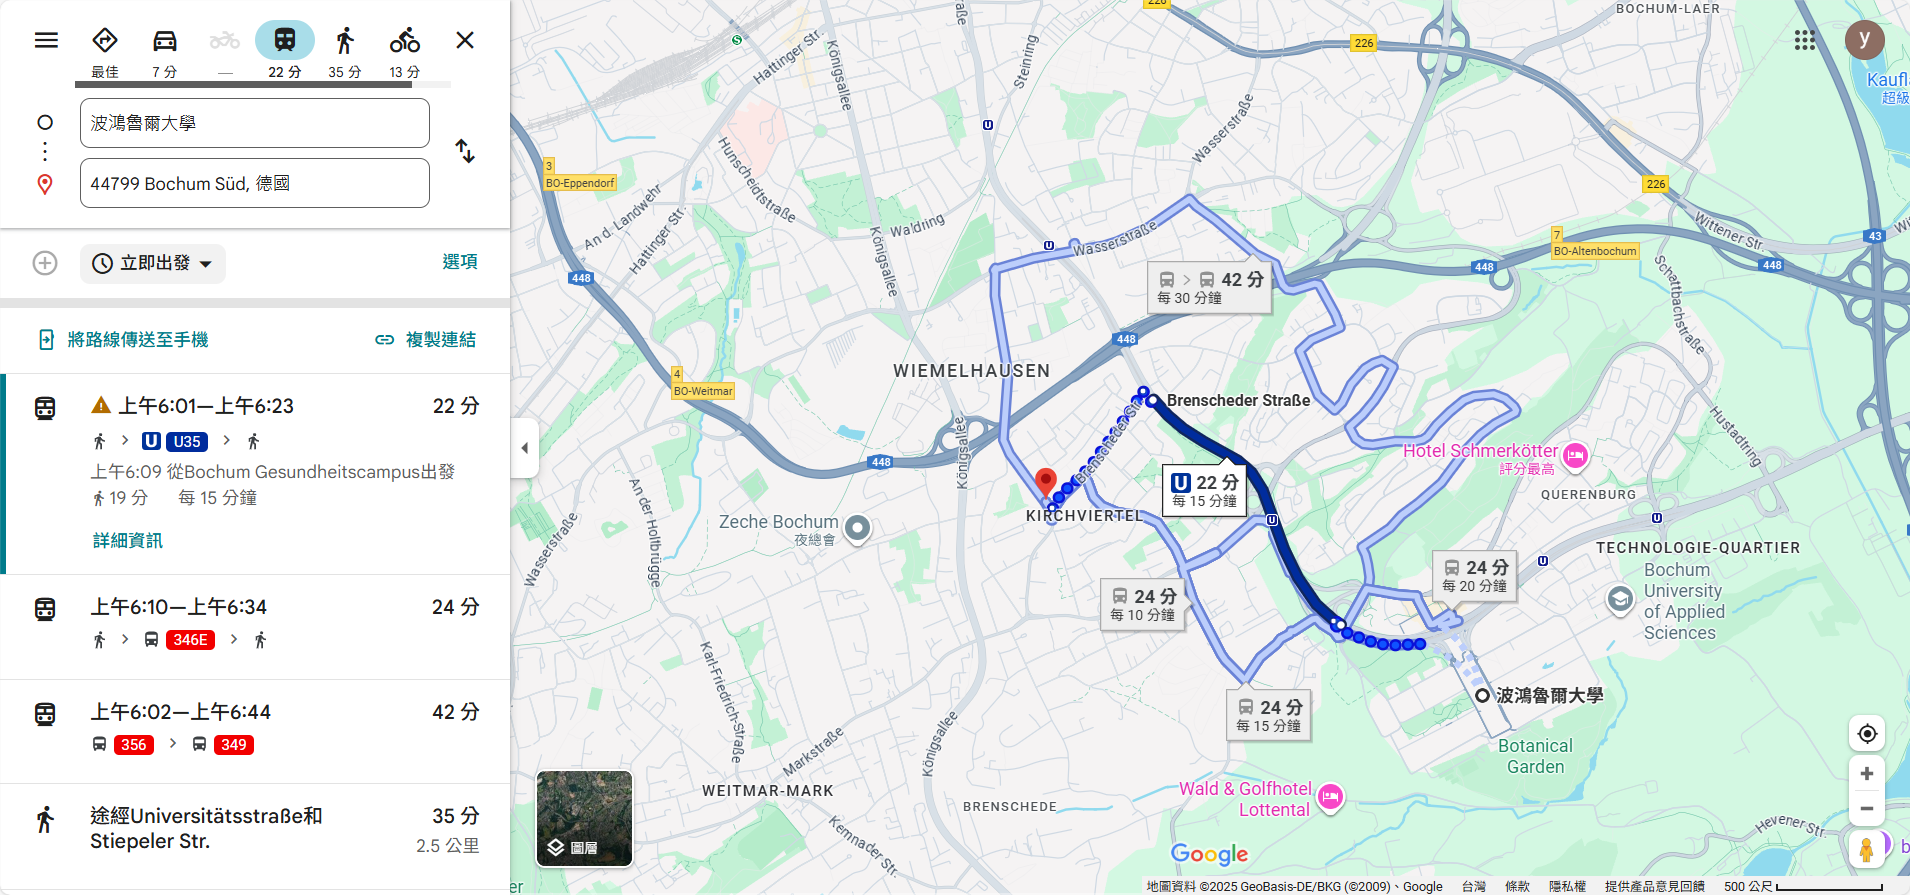 最佳
7 分
—
22 分
35 分
13 分
波鴻魯爾大學
44799 Bochum Süd, 德國
立即出發
選項
將路線傳送至手機
複製連結
上午6:01—上午6:23
22 分
U U35
上午6:09 從Bochum Gesundheitscampus出發
19 分 每 15 分鐘
詳細資訊
上午6:10—上午6:34
24 分
346E
上午6:02—上午6:44
42 分
356
349
途經Universitätsstraße和
Stiepeler Str.
35 分
2.5 公里
226
BOCHUM-LAER
226
y
Kaufl
超級
Hattinger Str.
Königsallee
Steinring
Wasserstraße
3
BO-Eppendorf
Hunscheidtstraße
An d. Landwehr
Hattinger Str.
Waldring
Königsallee
Wasserstraße
226
Wittener Str.
43
7
BO-Altenbochum
448
448
448
Schattbachstraße
42 分
每 30 分鐘
448
WIEMELHAUSEN
4
BO-Weitmar
Brenscheder Straße
Brenscheder Str.
Hustadtring
Königsallee
448
Hotel Schmerkötter
評分最高
QUERENBURG
U 22 分
每 15 分鐘
An der Holtbrügge
Wasserstraße
Zeche Bochum
夜總會
KIRCHVIERTEL
TECHNOLOGIE-QUARTIER
Bochum
University
of Applied
Sciences
24 分
每 20 分鐘
24 分
每 10 分鐘
24 分
每 15 分鐘
波鴻魯爾大學
Botanical
Garden
Karl-Friedrich-Straße
Königsallee
Markstraße
WEITMAR-MARK
BRENSCHEDE
Wald & Golfhotel
Lottental
Kemnader Str.
Hevener Str.
圖層
Google
地圖資料 ©2025 GeoBasis-DE/BKG (©2009)、Google
台灣
條款
隱私權
提供產品意見回饋
500 公尺